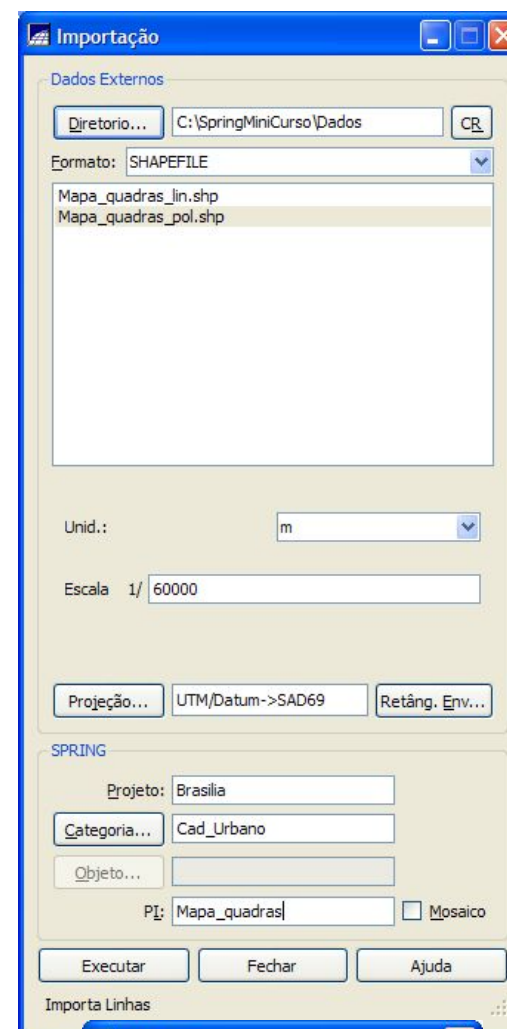 Importação
Dados Externos
Diretorio... C:\SpringMiniCurso\Dados CR
Formato: SHAPEFILE
Mapa_quadras_lin.shp
Mapa_quadras_pol.shp
Unid.: m
Escala 1/ 60000
Projeção... UTM/Datum->SAD69 Retâng. Env...
SPRING
Projeto: Brasilia
Categoria... Cad_Urbano
Objeto...
PI: Mapa_quadras Mosaico
Executar Fechar Ajuda
Importa Linhas